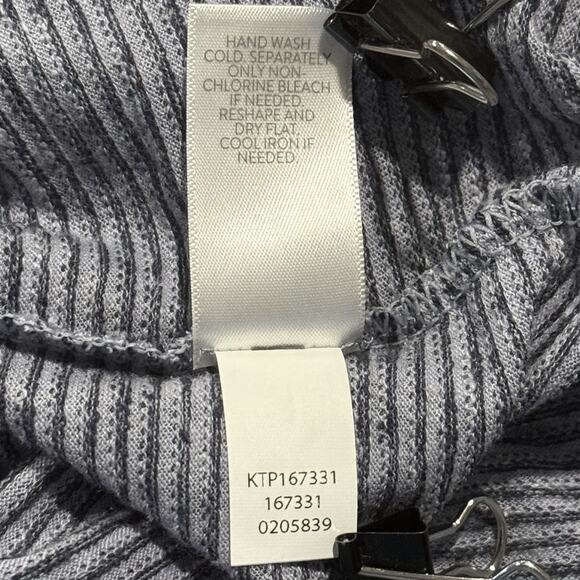 HAND WASH
COLD. SEPARATELY
ONLY NON-
CHLORINE BLEACH
IF NEEDED.
RESHAPE AND
DRY FLAT.
COOL IRON IF
NEEDED.
KTP167331
167331
0205839